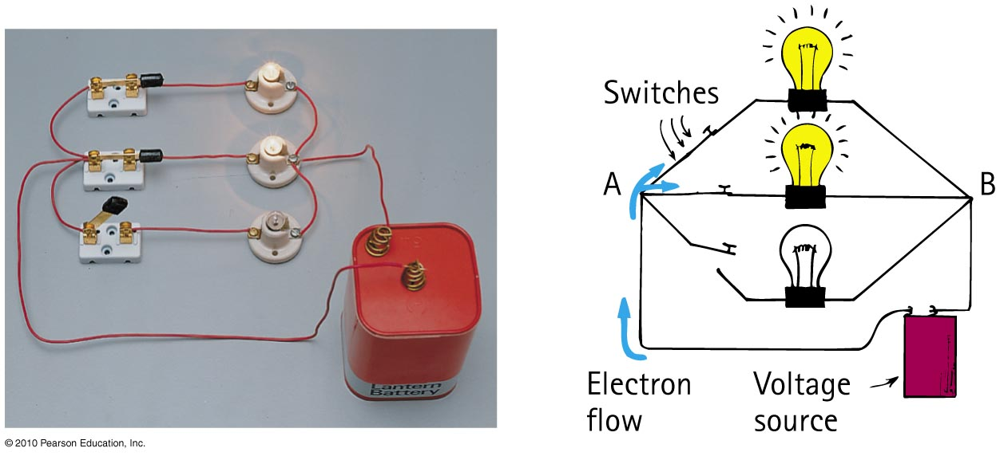 Lantern
Battery
© 2010 Pearson Education, Inc.
Switches
A
B
Electron
flow
Voltage
source